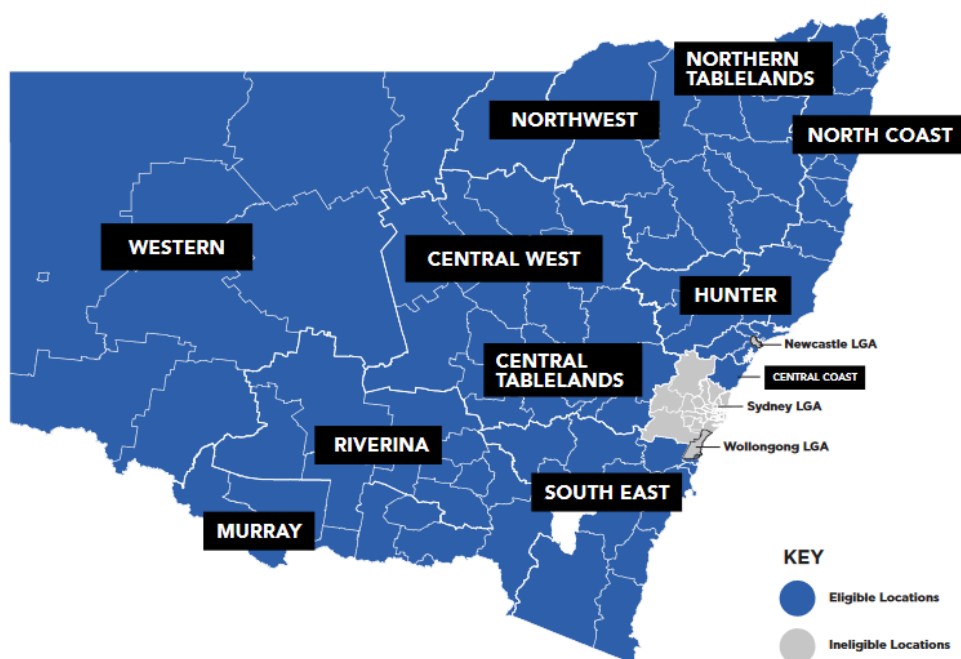 NORTHERN
TABLELANDS
NORTHWEST
NORTH COAST
WESTERN
CENTRAL WEST
HUNTER
Newcastle LGA
CENTRAL
TABLELANDS
CENTRAL COAST
Sydney LGA
RIVERINA
Wollongong LGA
SOUTH EAST
MURRAY
KEY
Eligible Locations
Ineligible Locations